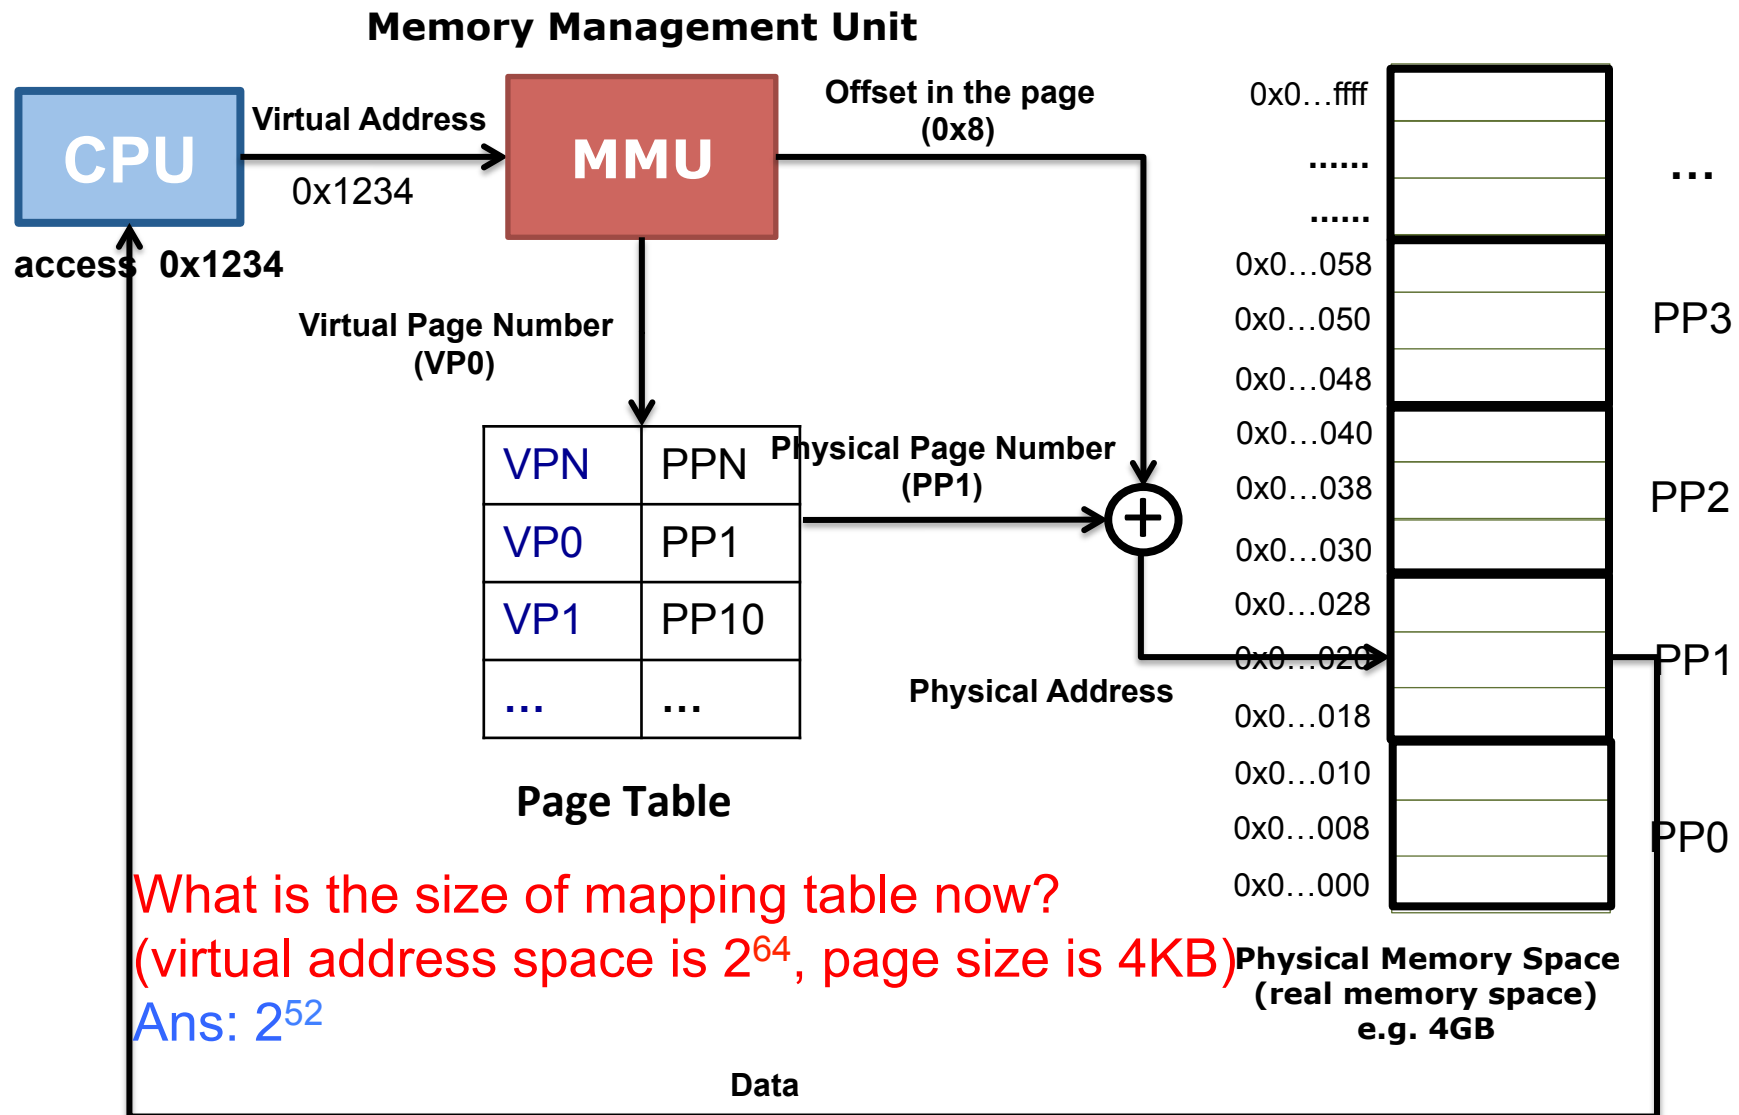 Memory Management Unit
CPU
Virtual Address
0x1234
access 0x1234
MMU
Offset in the page
(0x8)
Virtual Page Number
(VP0)
VPN PPN
VP0 PP1
VP1 PP10
... ...
Page Table
Physical Page Number
(PP1)
+
Physical Address
0x0...ffff
......
......
...
0x0...058
0x0...050
PP3
0x0...048
0x0...040
0x0...038
PP2
0x0...030
0x0...028
0x0...020
PP1
0x0...018
0x0...010
0x0...008
PP0
0x0...000
Physical Memory Space
(real memory space)
e.g. 4GB
What is the size of mapping table now?
(virtual address space is 2^64, page size is 4KB)
Ans: 2^52
Data